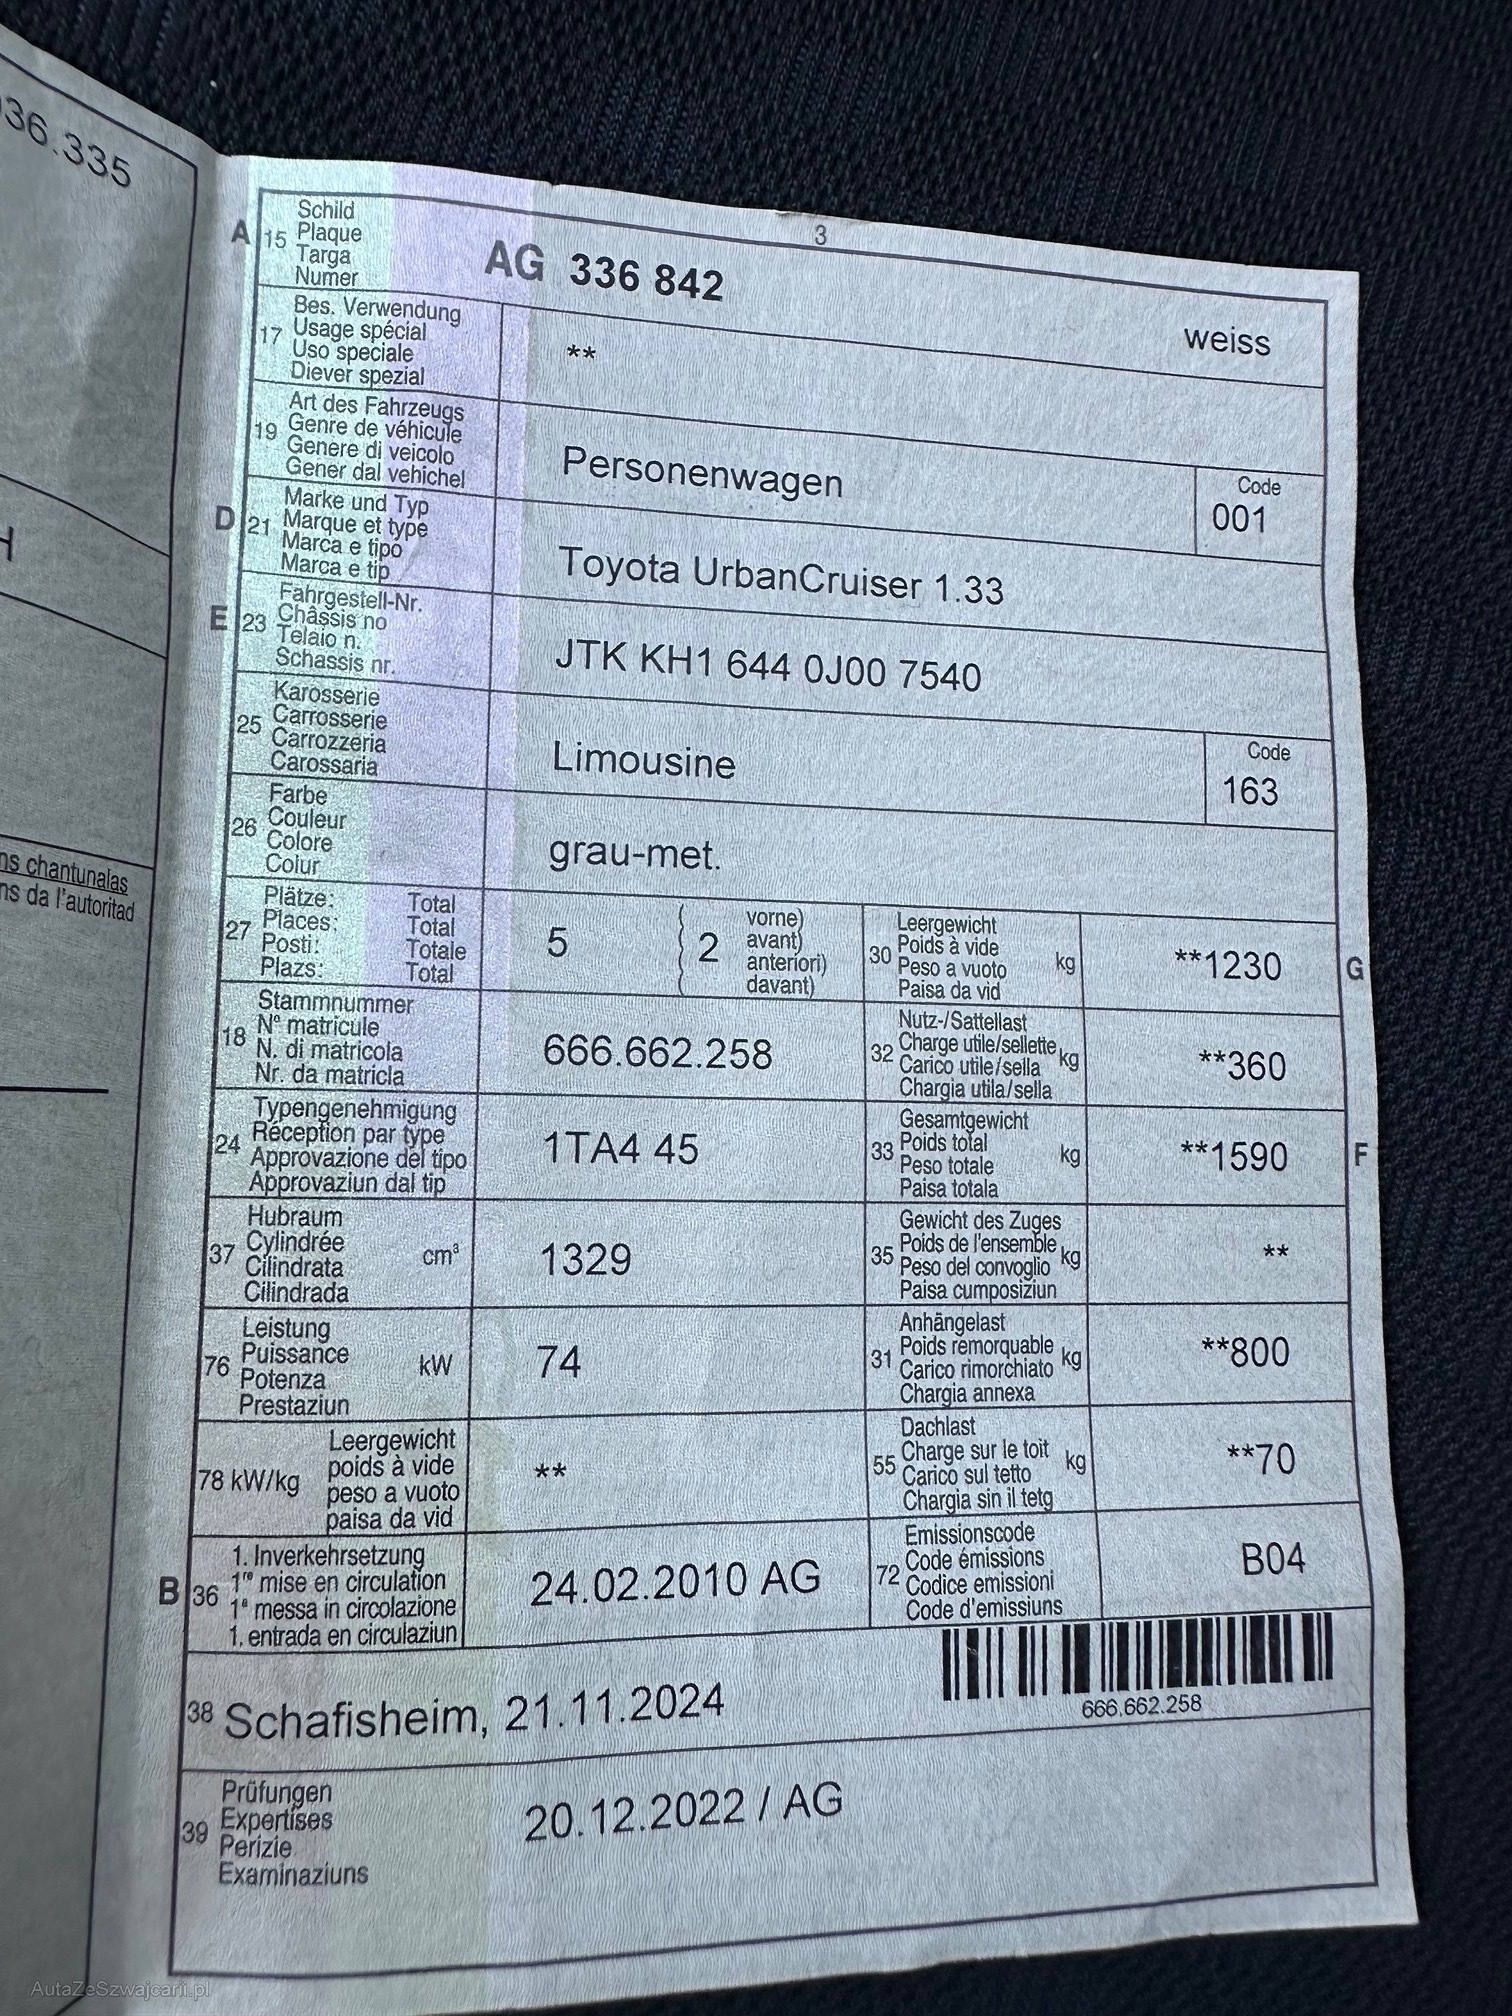 036.335
H
ns chantunalas
ns da l'autoritad
3
A 15 Schild
Plaque
Targa
Numer
AG 336 842
weiss
17 Bes. Verwendung
Usage spécial
Uso speciale
Diever spezial
**
19 Art des Fahrzeugs
Genre de véhicule
Genere di veicolo
Gener dal vehichel
Personenwagen
Code
001
D 21 Marke und Typ
Marque et type
Marca e tipo
Marca e tip
Toyota UrbanCruiser 1.33
E 23 Fahrgestell-Nr.
Châssis no
Telaio n.
Schassis nr.
JTK KH1 644 0J00 7540
25 Karosserie
Carrosserie
Carrozzeria
Carossaria
Limousine
Code
163
26 Farbe
Couleur
Colore
Colur
grau-met.
27 Plätze: Total
Places: Total
Posti: Totale
Plazs: Total
5
2
vorne)
avant)
anteriori)
davant)
30 Leergewicht
Poids à vide
Peso a vuoto
Paisa da vid
kg
**1230
G
18 Stammnummer
N° matricule
N. di matricola
Nr. da matricla
666.662.258
32 Nutz-/Sattellast
Charge utile/sellette
Carico utile/sella
Chargia utila/sella
kg
**360
24 Typengenehmigung
Réception par type
Approvazione del tipo
Approvaziun dal tip
1TA4 45
33 Gesamtgewicht
Poids total
Peso totale
Paisa totala
kg
**1590
F
37 Hubraum
Cylindrée
Cilindrata
Cilindrada
cm³
1329
35 Gewicht des Zuges
Poids de l'ensemble
Peso del convoglio
Paisa cumposiziun
kg
**
76 Leistung
Puissance
Potenza
Prestaziun
kW
74
31 Anhängelast
Poids remorquable
Carico rimorchiato
Chargia annexa
kg
**800
78 kW/kg
Leergewicht
poids à vide
peso a vuoto
paisa da vid
**
55 Dachlast
Charge sur le toit
Carico sul tetto
Chargia sin il tetg
kg
**70
B 36 1. Inverkehrsetzung
1re mise en circulation
1a messa in circolazione
1. entrada en circulaziun
24.02.2010 AG
72 Emissionscode
Code émissions
Codice emissioni
Code d'emissiuns
B04
666.662.258
38 Schafisheim, 21.11.2024
39 Prüfungen
Expertises
Perizie
Examinaziuns
20.12.2022 / AG
AutaZeSzwajcarii.pl